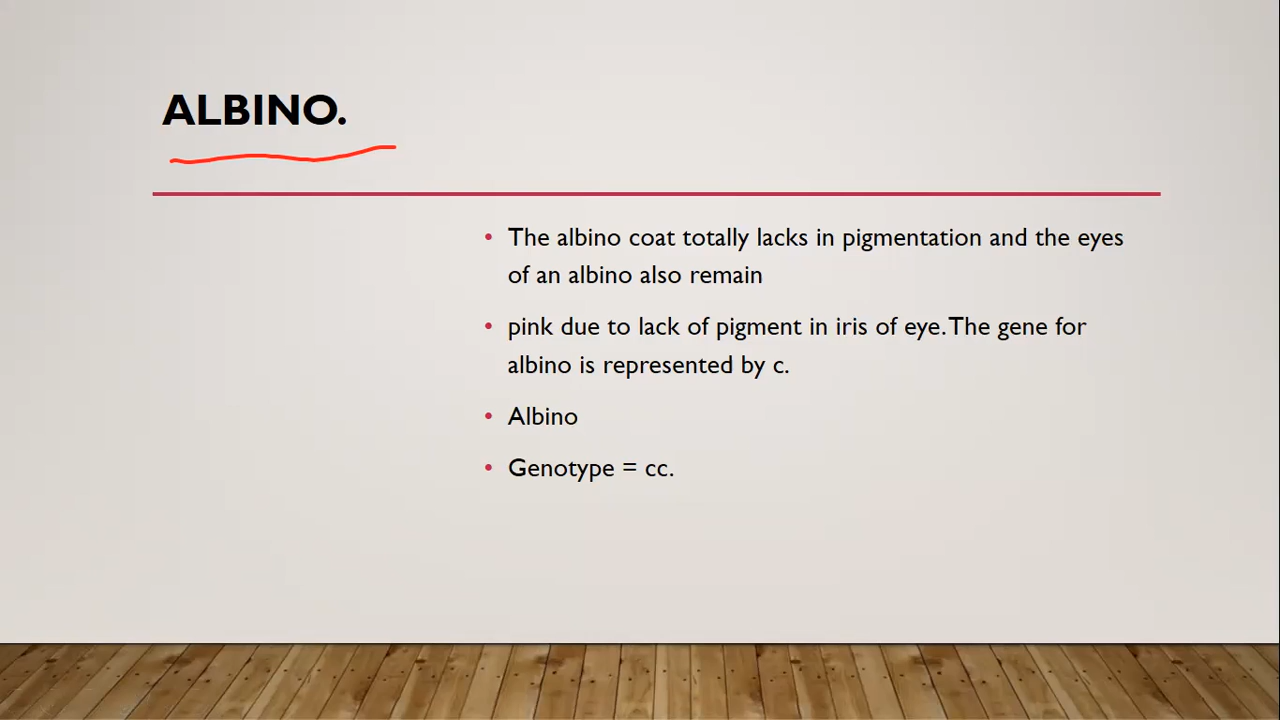 ALBINO.
• The albino coat totally lacks in pigmentation and the eyes
of an albino also remain
• pink due to lack of pigment in iris of eye.The gene for
albino is represented by c.
• Albino
• Genotype = cc.